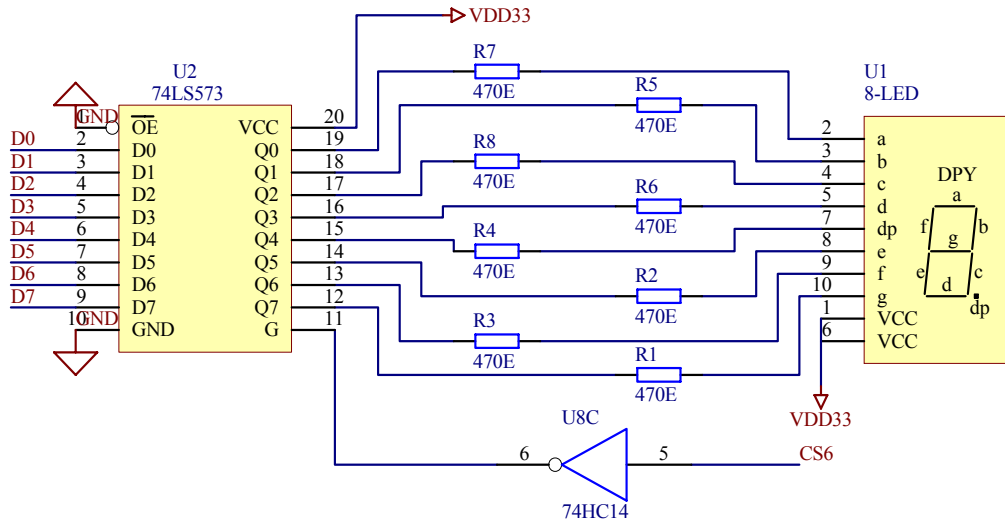 VDD33
U2
74LS573
R7
470E
R5
470E
R8
470E
R6
470E
R4
470E
R2
470E
R3
470E
R1
470E
U1
8-LED
GND
1 OE VCC 20
D0 2 D0 Q0 19
D1 3 D1 Q1 18
D2 4 D2 Q2 17
D3 5 D3 Q3 16
D4 6 D4 Q4 15
D5 7 D5 Q5 14
D6 8 D6 Q6 13
D7 9 D7 Q7 12
GND
10 GND G 11
2 a
3 b
4 c
5 d
7 dp
8 e
9 f
10 g
1 VCC
6 VCC
DPY
a
f b
g
e c
d
dp
VDD33
U8C
6 5 CS6
74HC14